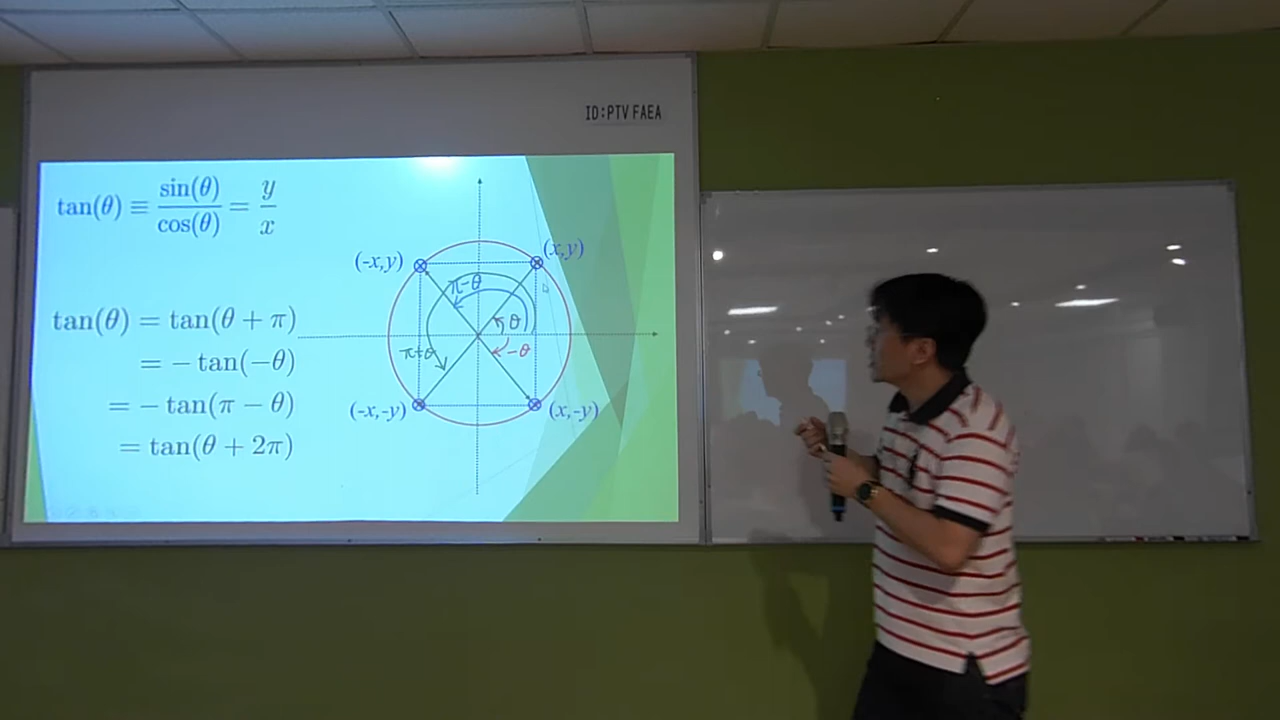 ID:PTV FAEA
tan(θ) ≡ sin(θ)/cos(θ) = y/x
tan(θ) = tan(θ + π)
= − tan(−θ)
= − tan(π − θ)
= tan(θ + 2π)
(-x,y)
(x,y)
π-θ
θ
π+θ
-θ
(-x,-y)
(x,-y)